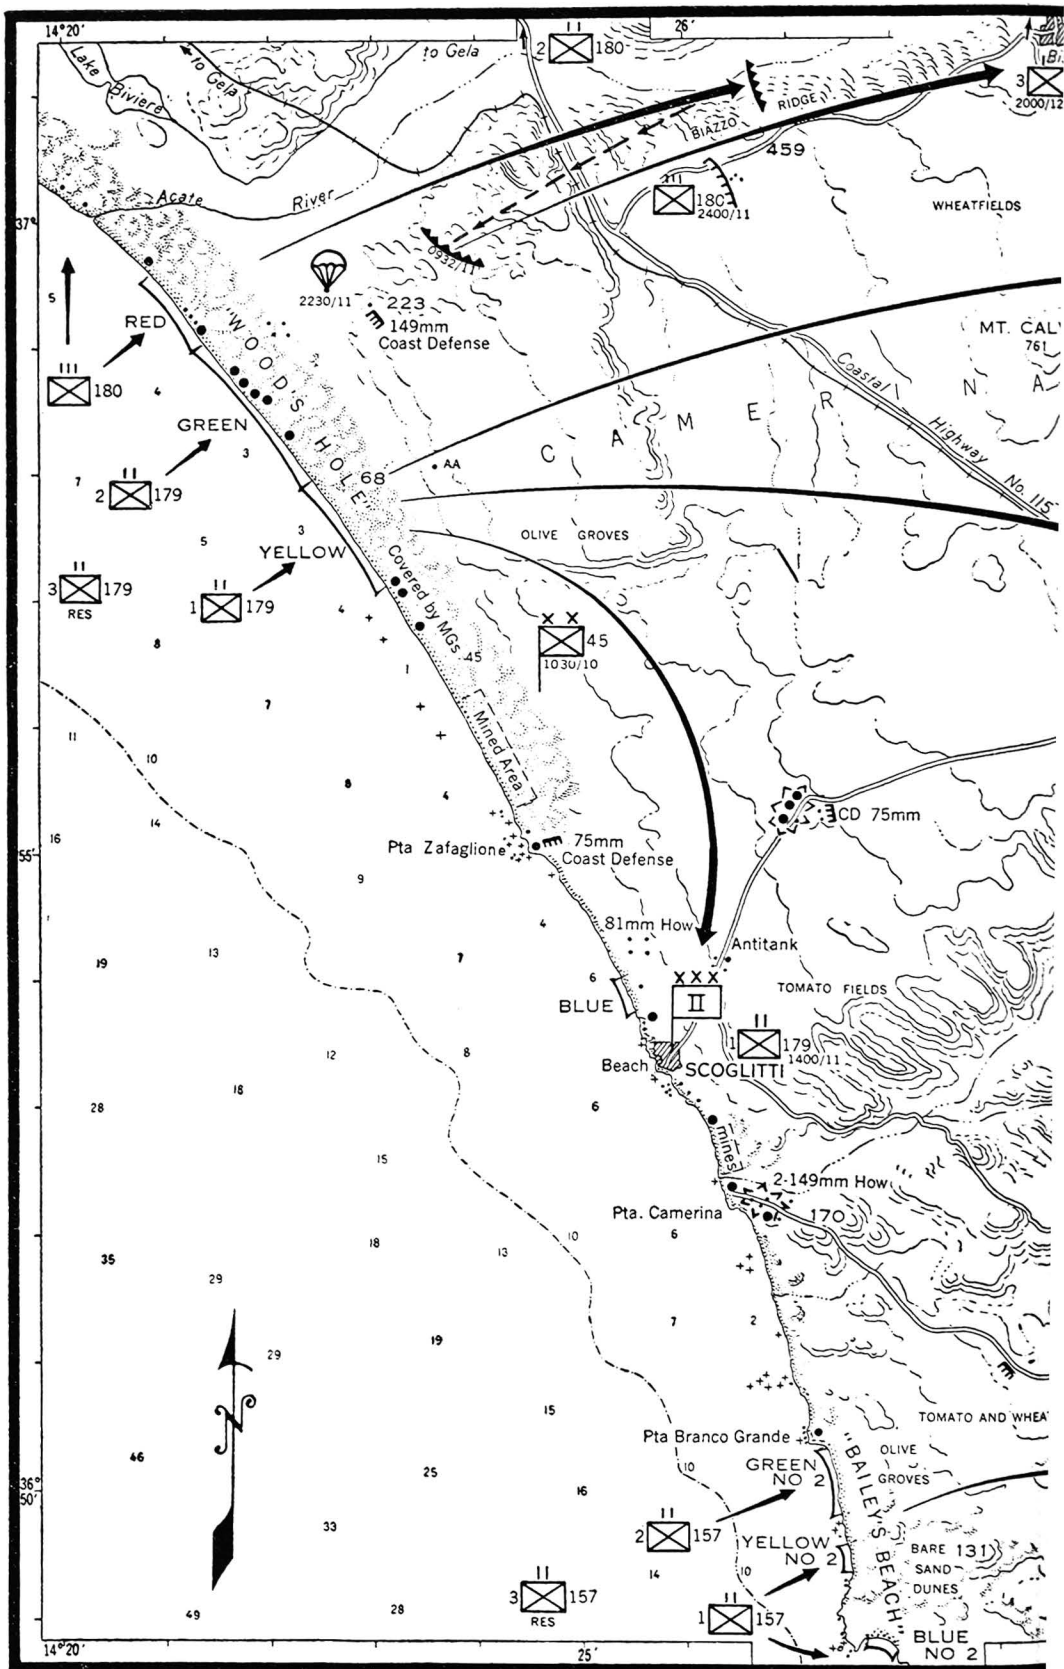 14°20'
26'
Lake
Biviere
to Gela
to Gela
2 180
3
2000/12
RIDGE
BIAZZO
459
Acate River
180
2400/11
WHEATFIELDS
37°
0932/11
2230/11
223
149mm
Coast Defense
5
RED
"WOOD'S HOLE"
MT. CAL
761
180
4
CAMERINA
Coastal Highway No. 115
GREEN
3
68
AA
7
2 179
3
5
OLIVE GROVES
YELLOW
Covered by MGs
3 179
RES
1 179
4
45
1030/10
8
45
1
7
Mined Area
11
10
8
4
14
CD 75mm
16
Pta Zafaglione
75mm
Coast Defense
55'
9
81mm How
4
Antitank
19
13
7
6
TOMATO FIELDS
BLUE
II
1 179
1400/11
12
8
Beach
SCOGLITTI
18
28
6
mines
15
2-149mm How
Pta. Camerina
170
6
18
10
13
35
29
7
2
19
29
15
TOMATO AND WHEA
Pta Branco Grande
"BAILEY'S BEACH"
OLIVE
GROVES
GREEN
NO 2
46
25
10
36°
50'
16
33
2 157
YELLOW
NO 2
BARE 131
SAND
DUNES
14
10
3 157
RES
1 157
49
28
BLUE
NO 2
14°20'
25'
N